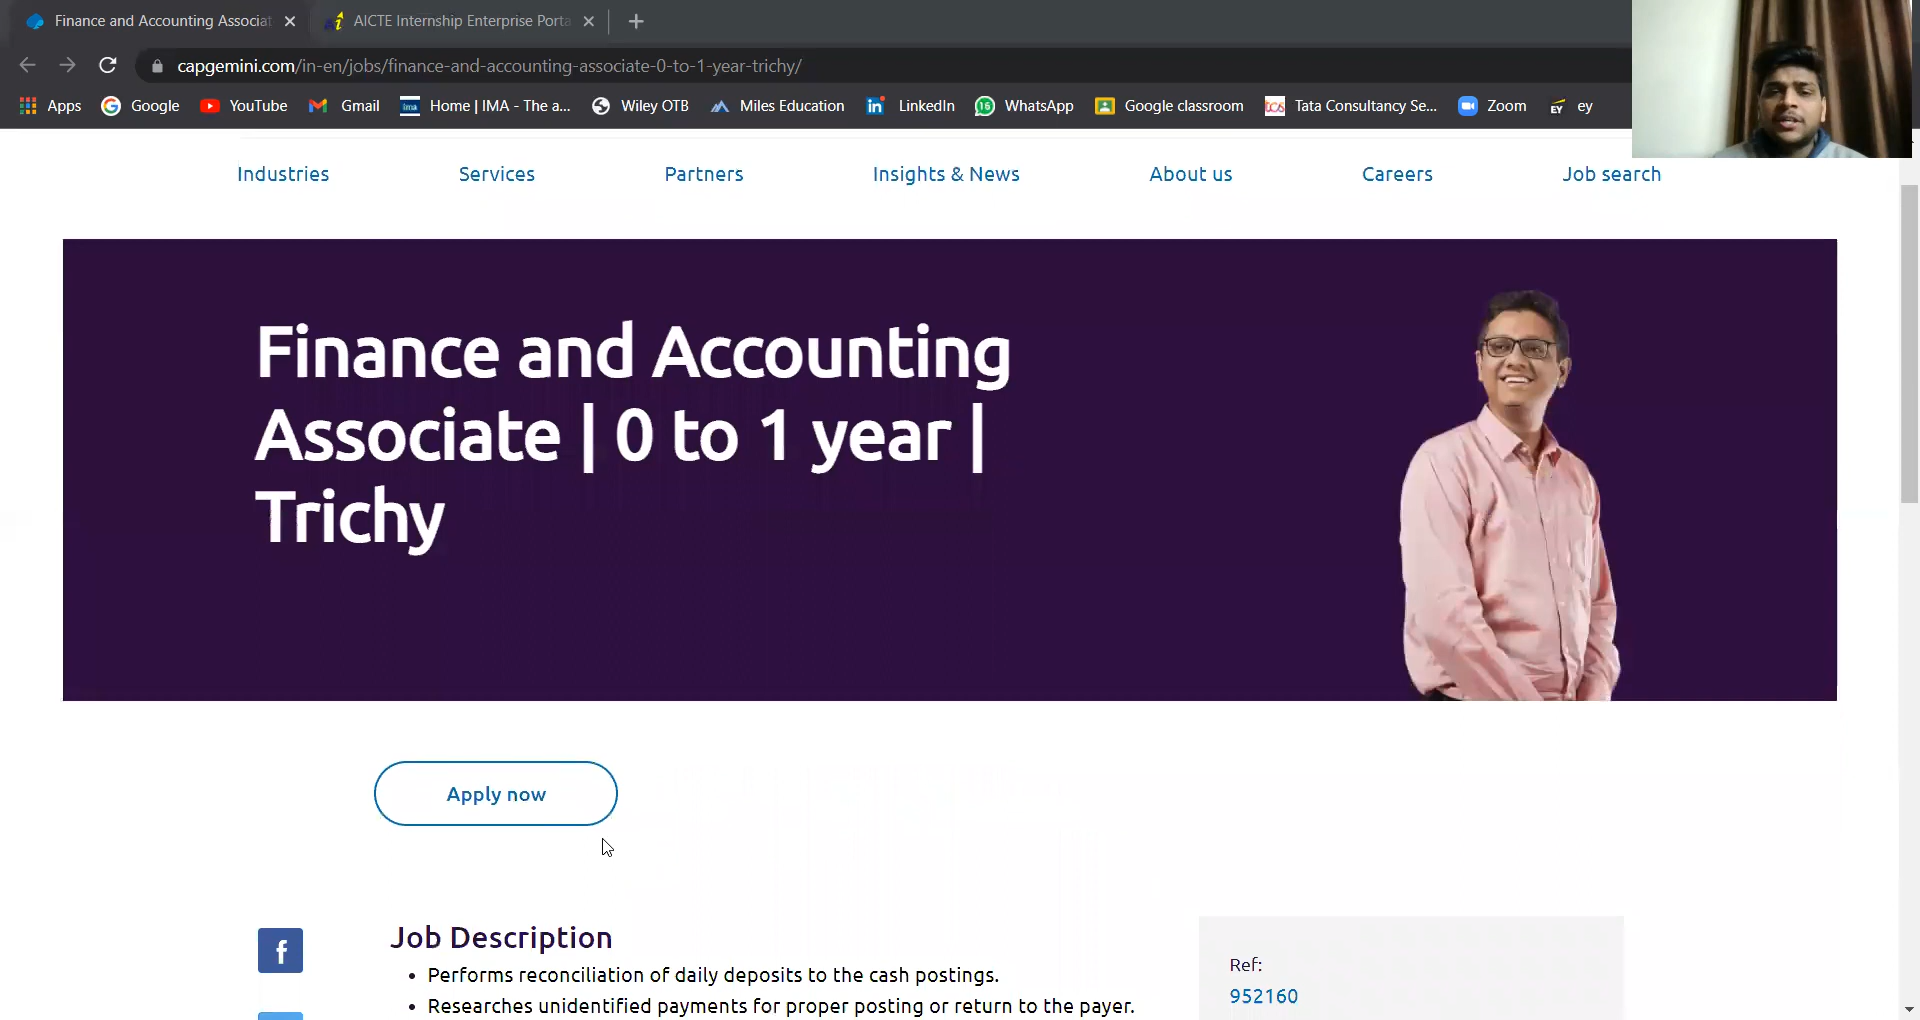 Finance and Accounting Associat
AICTE Internship Enterprise Porta
capgemini.com/in-en/jobs/finance-and-accounting-associate-0-to-1-year-trichy/
Apps Google YouTube Gmail Home | IMA - The a... Wiley OTB Miles Education LinkedIn 16 WhatsApp Google classroom tcs Tata Consultancy Se... Zoom EY ey
Industries Services Partners Insights & News About us Careers Job search
Finance and Accounting
Associate | 0 to 1 year |
Trichy
Apply now
Job Description
• Performs reconciliation of daily deposits to the cash postings.
• Researches unidentified payments for proper posting or return to the payer.
Ref:
952160